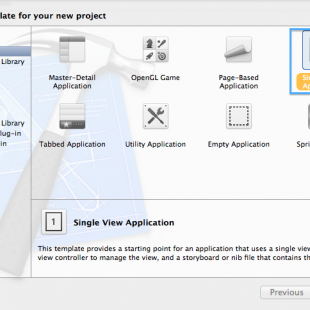 late for your new project
Library
Master-Detail
Application
OpenGL Game
Page-Based
Application
Library
lug-in
in
Tabbed Application
Utility Application
Empty Application
Spri
1
Single View Application
This template provides a starting point for an application that uses a single view
view controller to manage the view, and a storyboard or nib file that contains th
Previous